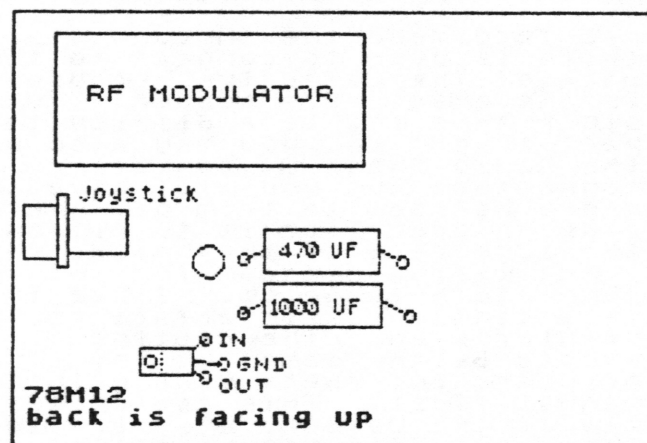 RF MODULATOR
Joystick
470 UF
1000 UF
IN
GND
OUT
78M12
back is facing up